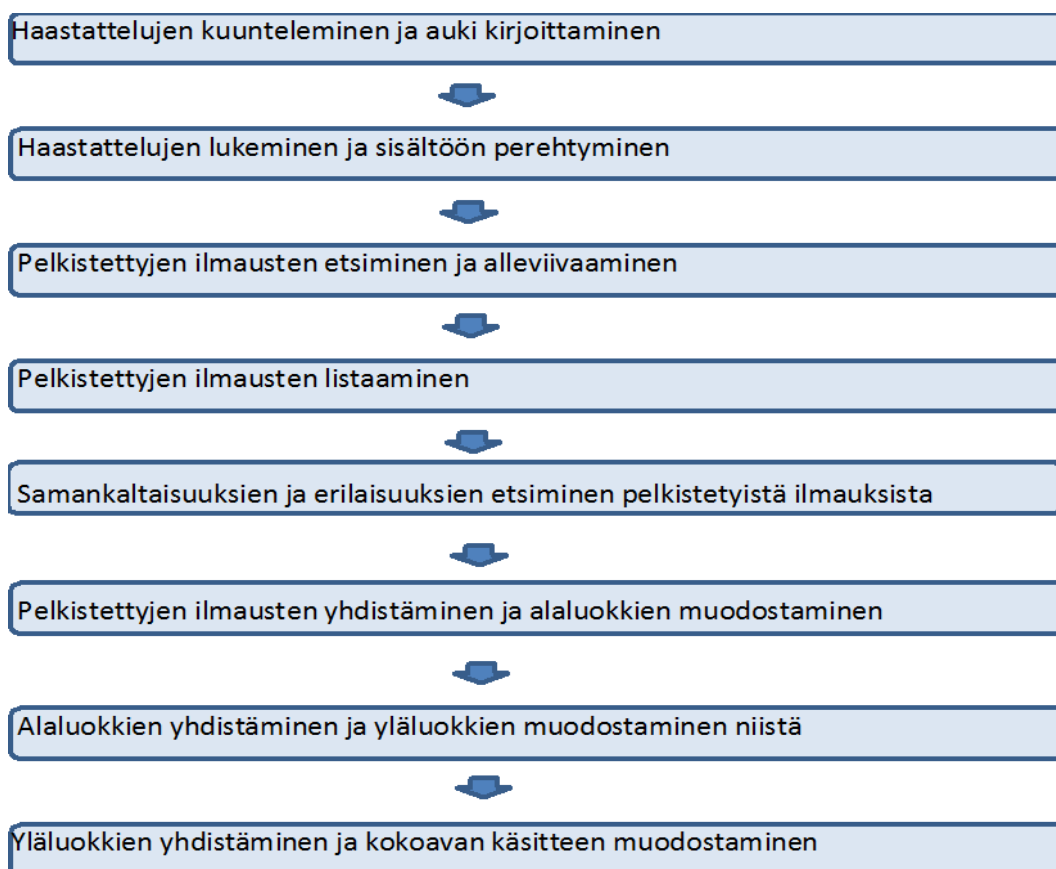 Haastattelujen kuunteleminen ja auki kirjoittaminen
Haastattelujen lukeminen ja sisältöön perehtyminen
Pelkistettyjen ilmausten etsiminen ja alleviivaaminen
Pelkistettyjen ilmausten listaaminen
Samankaltaisuuksien ja erilaisuuksien etsiminen pelkistetyistä ilmauksista
Pelkistettyjen ilmausten yhdistäminen ja alaluokkien muodostaminen
Alaluokkien yhdistäminen ja yläluokkien muodostaminen niistä
Yläluokkien yhdistäminen ja kokoavan käsitteen muodostaminen